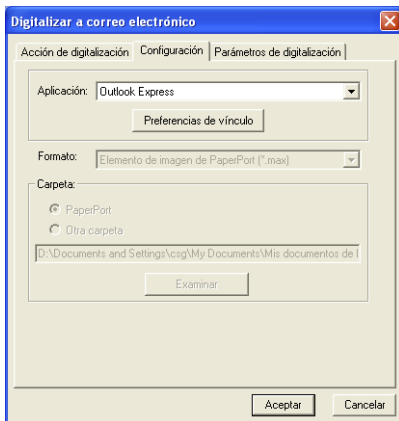 Digitalizar a correo electrónico
Acción de digitalización Configuración Parámetros de digitalización
Aplicación: Outlook Express
Preferencias de vínculo
Formato: Elemento de imagen de PaperPort (*.max)
Carpeta:
PaperPort
Otra carpeta
D:\Documents and Settings\csg\My Documents\Mis documentos de
Examinar
Aceptar Cancelar